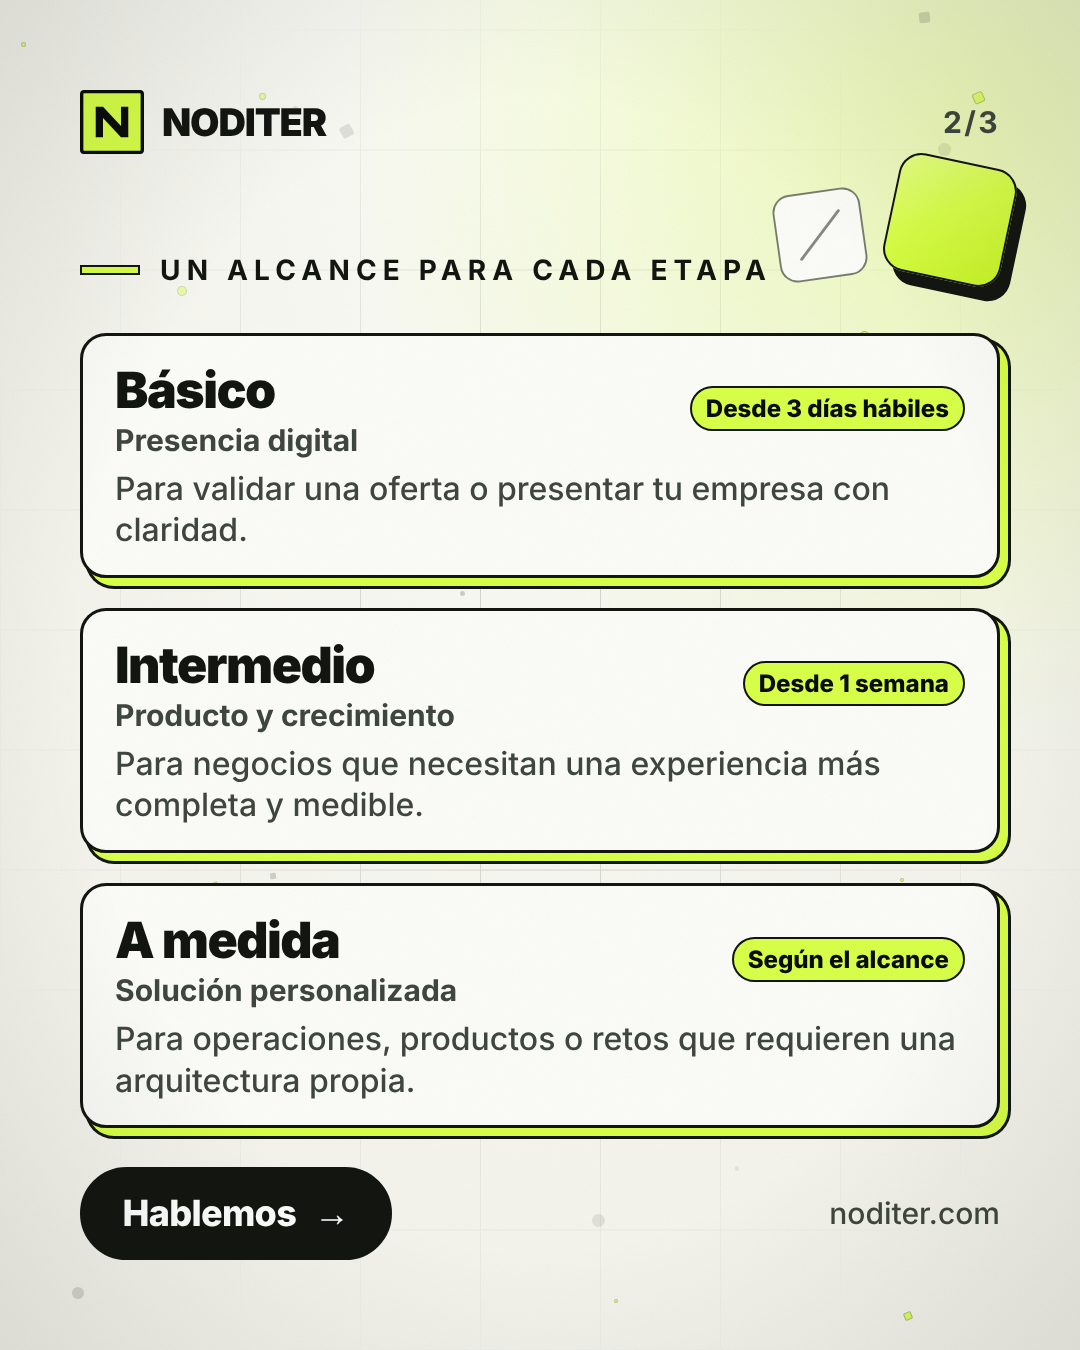 N NODITER
2/3
UN ALCANCE PARA CADA ETAPA
Básico
Desde 3 días hábiles
Presencia digital
Para validar una oferta o presentar tu empresa con
claridad.
Intermedio
Desde 1 semana
Producto y crecimiento
Para negocios que necesitan una experiencia más
completa y medible.
A medida
Según el alcance
Solución personalizada
Para operaciones, productos o retos que requieren una
arquitectura propia.
Hablemos →
noditer.com